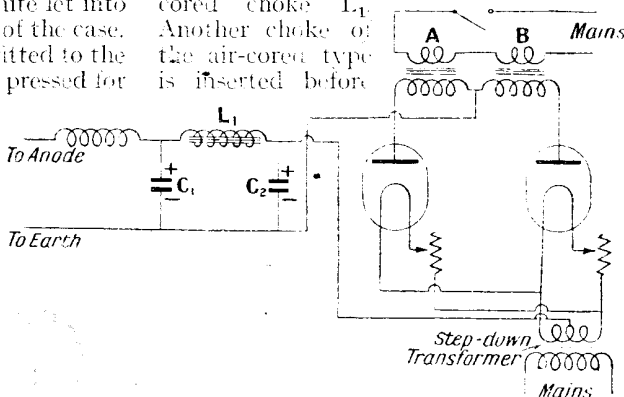 ute let into
of the case.
itted to the
pressed for
cored choke L1
Another choke of
the air-cored type
is inserted before
A
B
Mains
L1
To Anode
+
C1
−
C2
+
−
To Earth
Step-down
Transformer
Mains